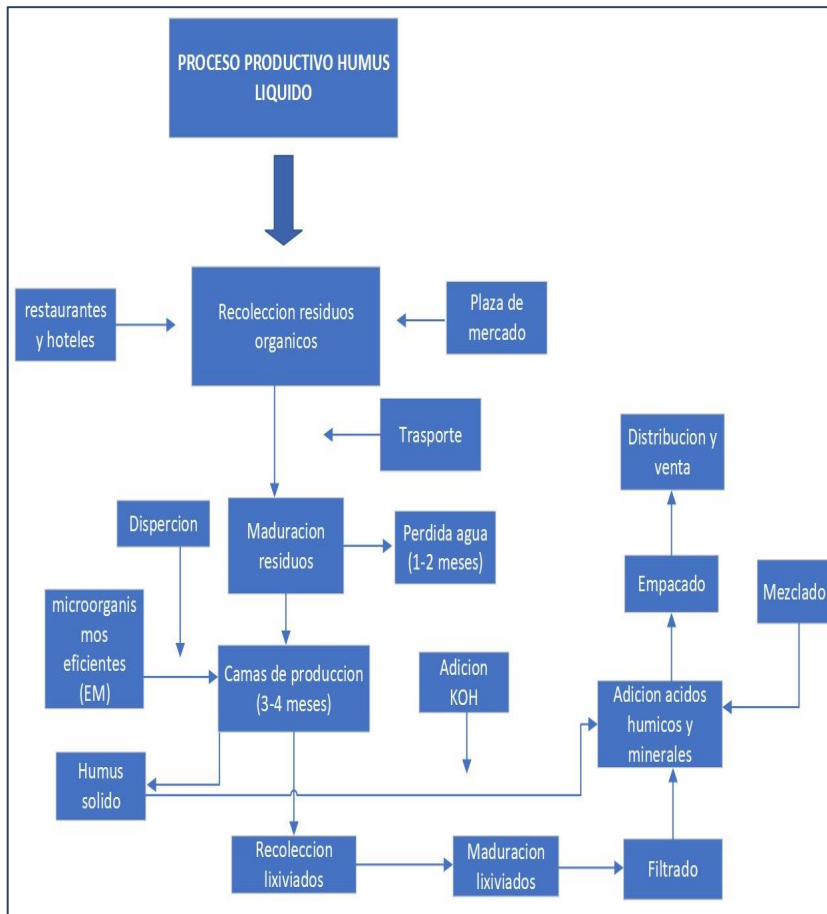 PROCESO PRODUCTIVO HUMUS
LIQUIDO
restaurantes
y hoteles
Recoleccion residuos
organicos
Plaza de
mercado
Trasporte
Distribucion y
venta
Dispercion
Maduracion
residuos
Perdida agua
(1-2 meses)
Empacado
Mezclado
microorganis
mos
eficientes
(EM)
Camas de produccion
(3-4 meses)
Adicion
KOH
Adicion acidos
humicos y
minerales
Humus
solido
Recoleccion
lixiviados
Maduracion
lixiviados
Filtrado